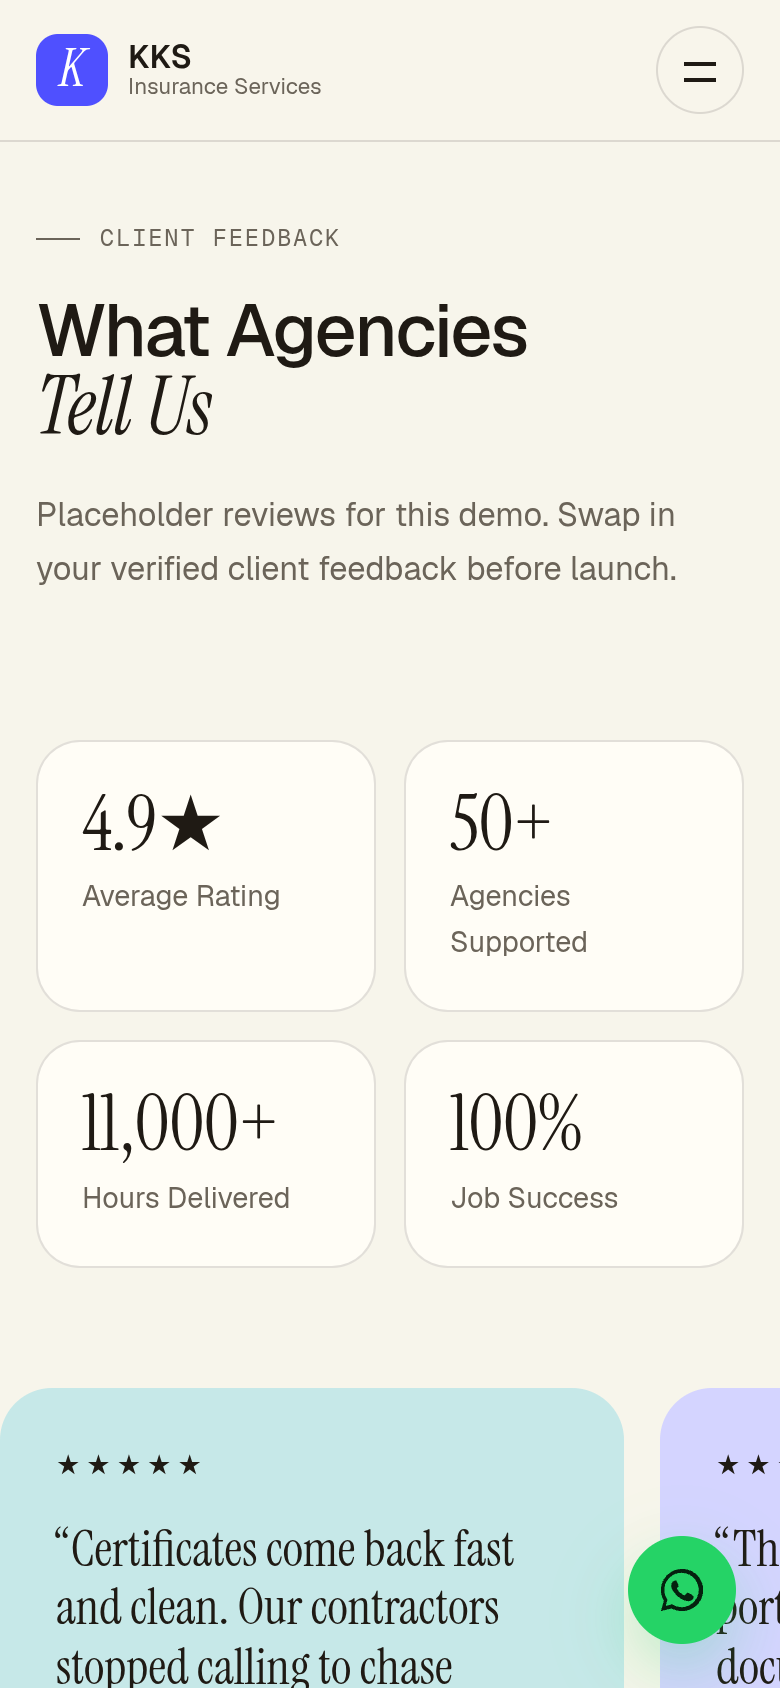 K
KKS
Insurance Services
CLIENT FEEDBACK
What Agencies
Tell Us
Placeholder reviews for this demo. Swap in
your verified client feedback before launch.
4.9★
Average Rating
50+
Agencies
Supported
11,000+
Hours Delivered
100%
Job Success
★★★★★
“Certificates come back fast
and clean. Our contractors
stopped calling to chase
★★
“Th
port